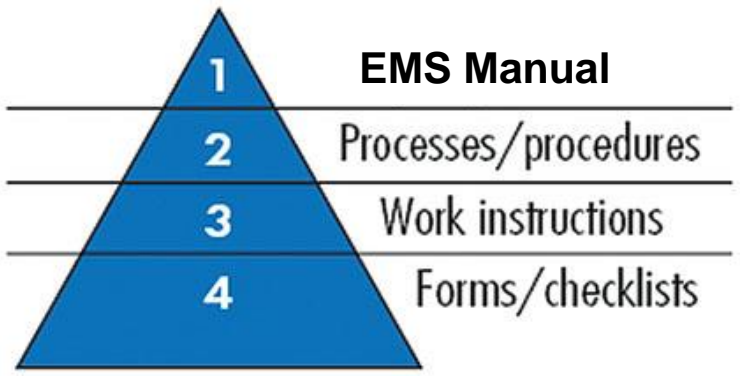 1 EMS Manual
2 Processes/procedures
3 Work instructions
4 Forms/checklists